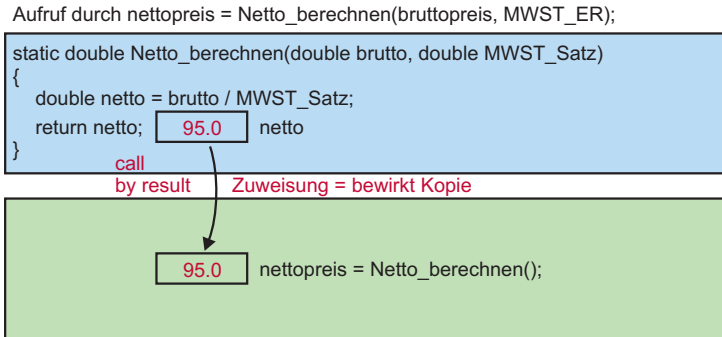 Aufruf durch nettopreis = Netto_berechnen(bruttopreis, MWST_ER);
static double Netto_berechnen(double brutto, double MWST_Satz)
{
double netto = brutto / MWST_Satz;
return netto; 95.0 netto
}
call
by result Zuweisung = bewirkt Kopie
95.0 nettopreis = Netto_berechnen();